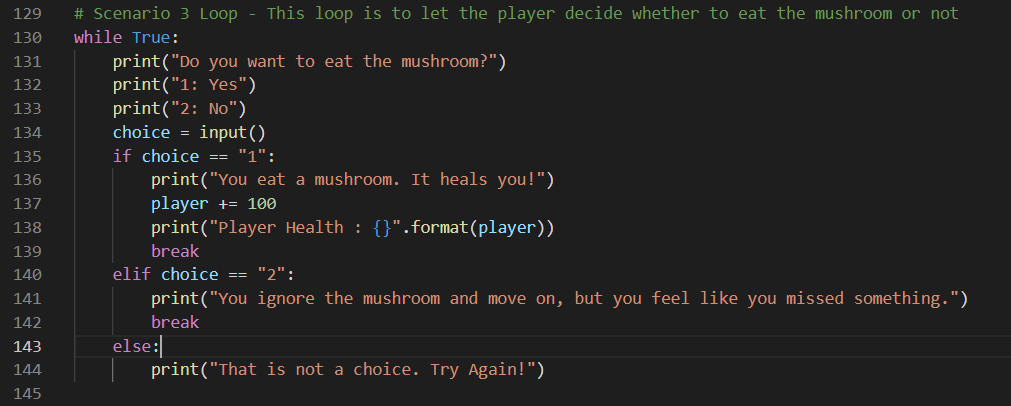 129 # Scenario 3 Loop - This loop is to let the player decide whether to eat the mushroom or not
130 while True:
131     print("Do you want to eat the mushroom?")
132     print("1: Yes")
133     print("2: No")
134     choice = input()
135     if choice == "1":
136         print("You eat a mushroom. It heals you!")
137         player += 100
138         print("Player Health : {}".format(player))
139         break
140     elif choice == "2":
141         print("You ignore the mushroom and move on, but you feel like you missed something.")
142         break
143     else:
144         print("That is not a choice. Try Again!")
145